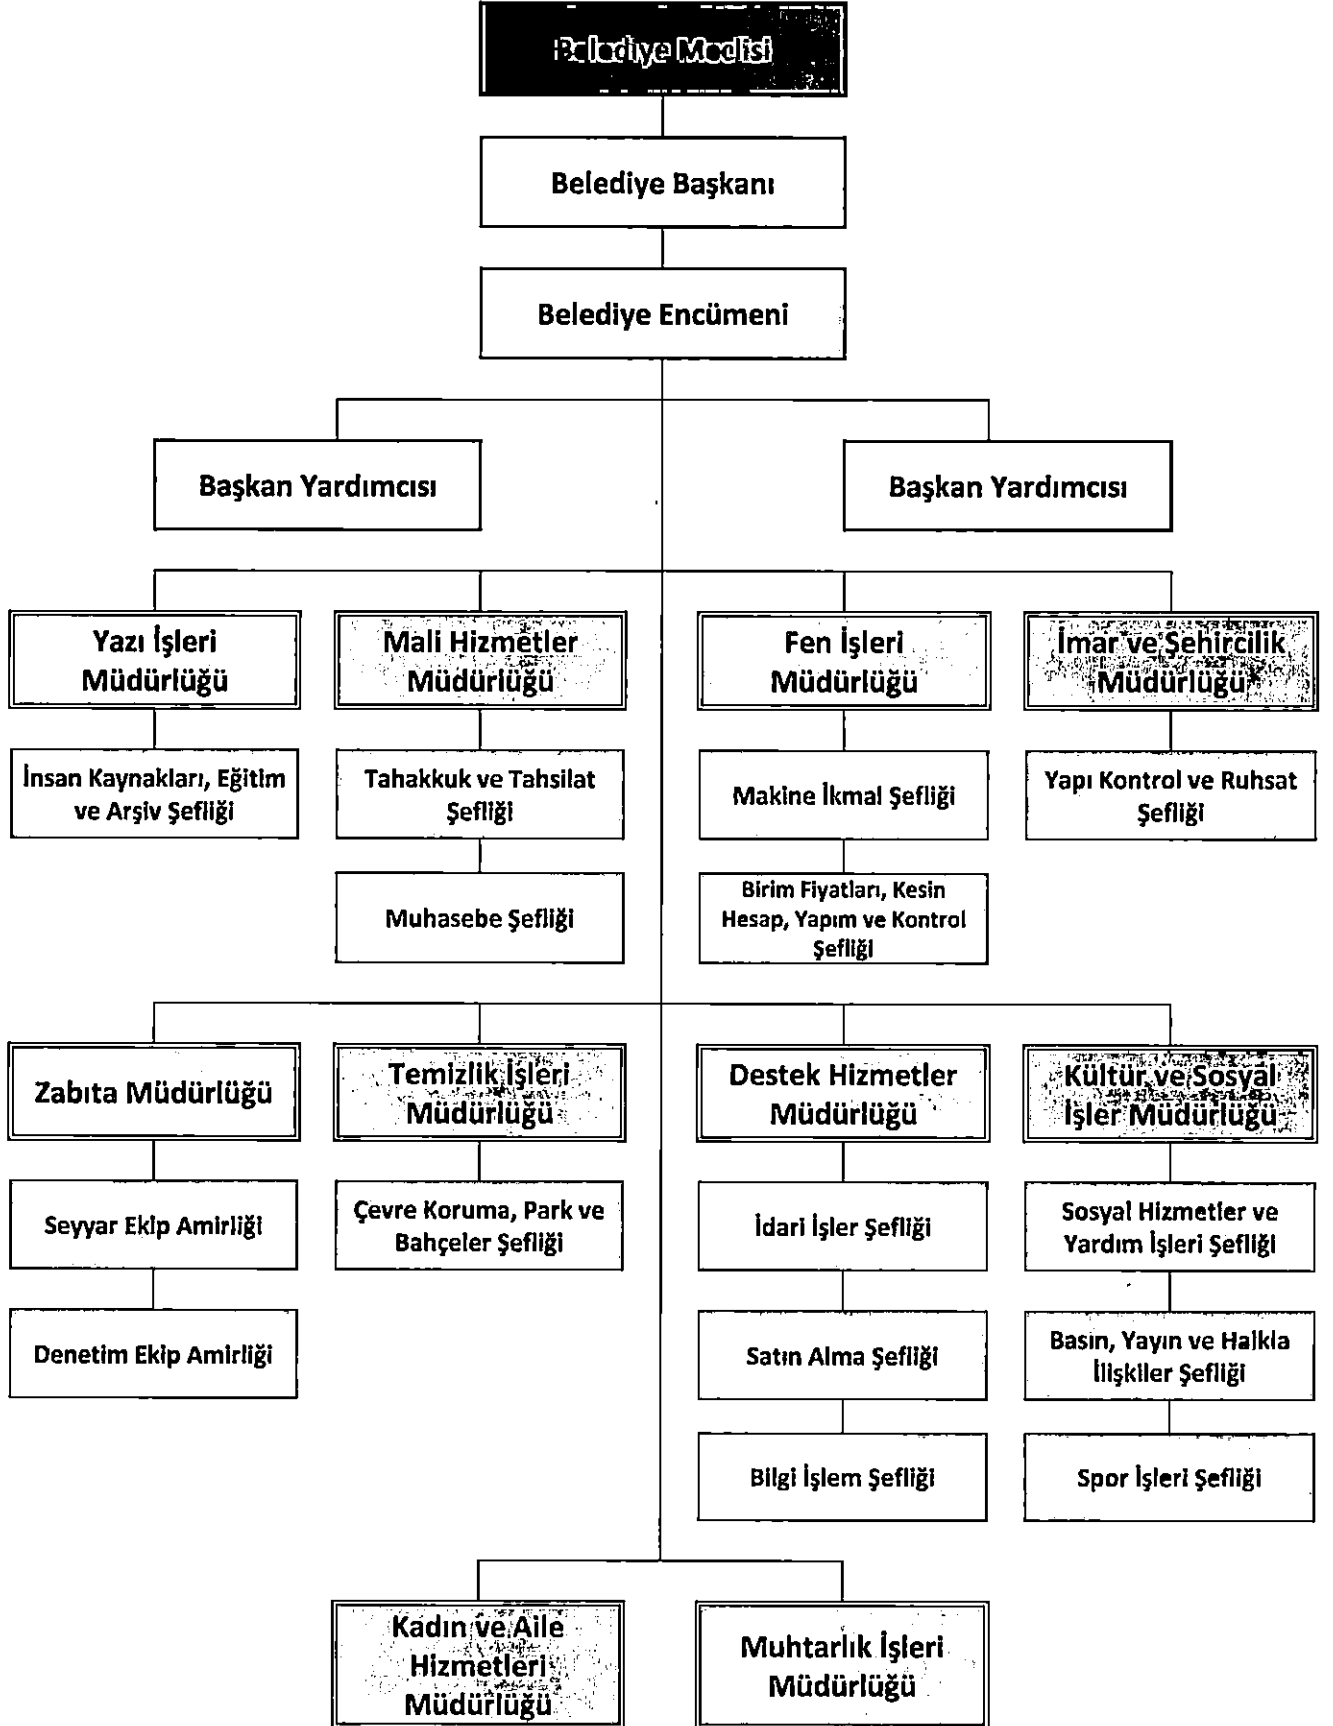 Belediye Meclisi
Belediye Başkanı
Belediye Encümeni
Başkan Yardımcısı
Başkan Yardımcısı
Yazı İşleri
Müdürlüğü
Mali Hizmetler
Müdürlüğü
Fen İşleri
Müdürlüğü
İmar ve Şehircilik
Müdürlüğü
İnsan Kaynakları, Eğitim
ve Arşiv Şefliği
Tahakkuk ve Tahsilat
Şefliği
Makine İkmal Şefliği
Yapı Kontrol ve Ruhsat
Şefliği
Muhasebe Şefliği
Birim Fiyatları, Kesin
Hesap, Yapım ve Kontrol
Şefliği
Zabıta Müdürlüğü
Temizlik İşleri
Müdürlüğü
Destek Hizmetler
Müdürlüğü
Kültür ve Sosyal
İşler Müdürlüğü
Seyyar Ekip Amirliği
Çevre Koruma, Park ve
Bahçeler Şefliği
İdari İşler Şefliği
Sosyal Hizmetler ve
Yardım İşleri Şefliği
Denetim Ekip Amirliği
Satın Alma Şefliği
Basın, Yayın ve Halkla
İlişkiler Şefliği
Bilgi İşlem Şefliği
Spor İşleri Şefliği
Kadın ve Aile
Hizmetleri
Müdürlüğü
Muhtarlık İşleri
Müdürlüğü